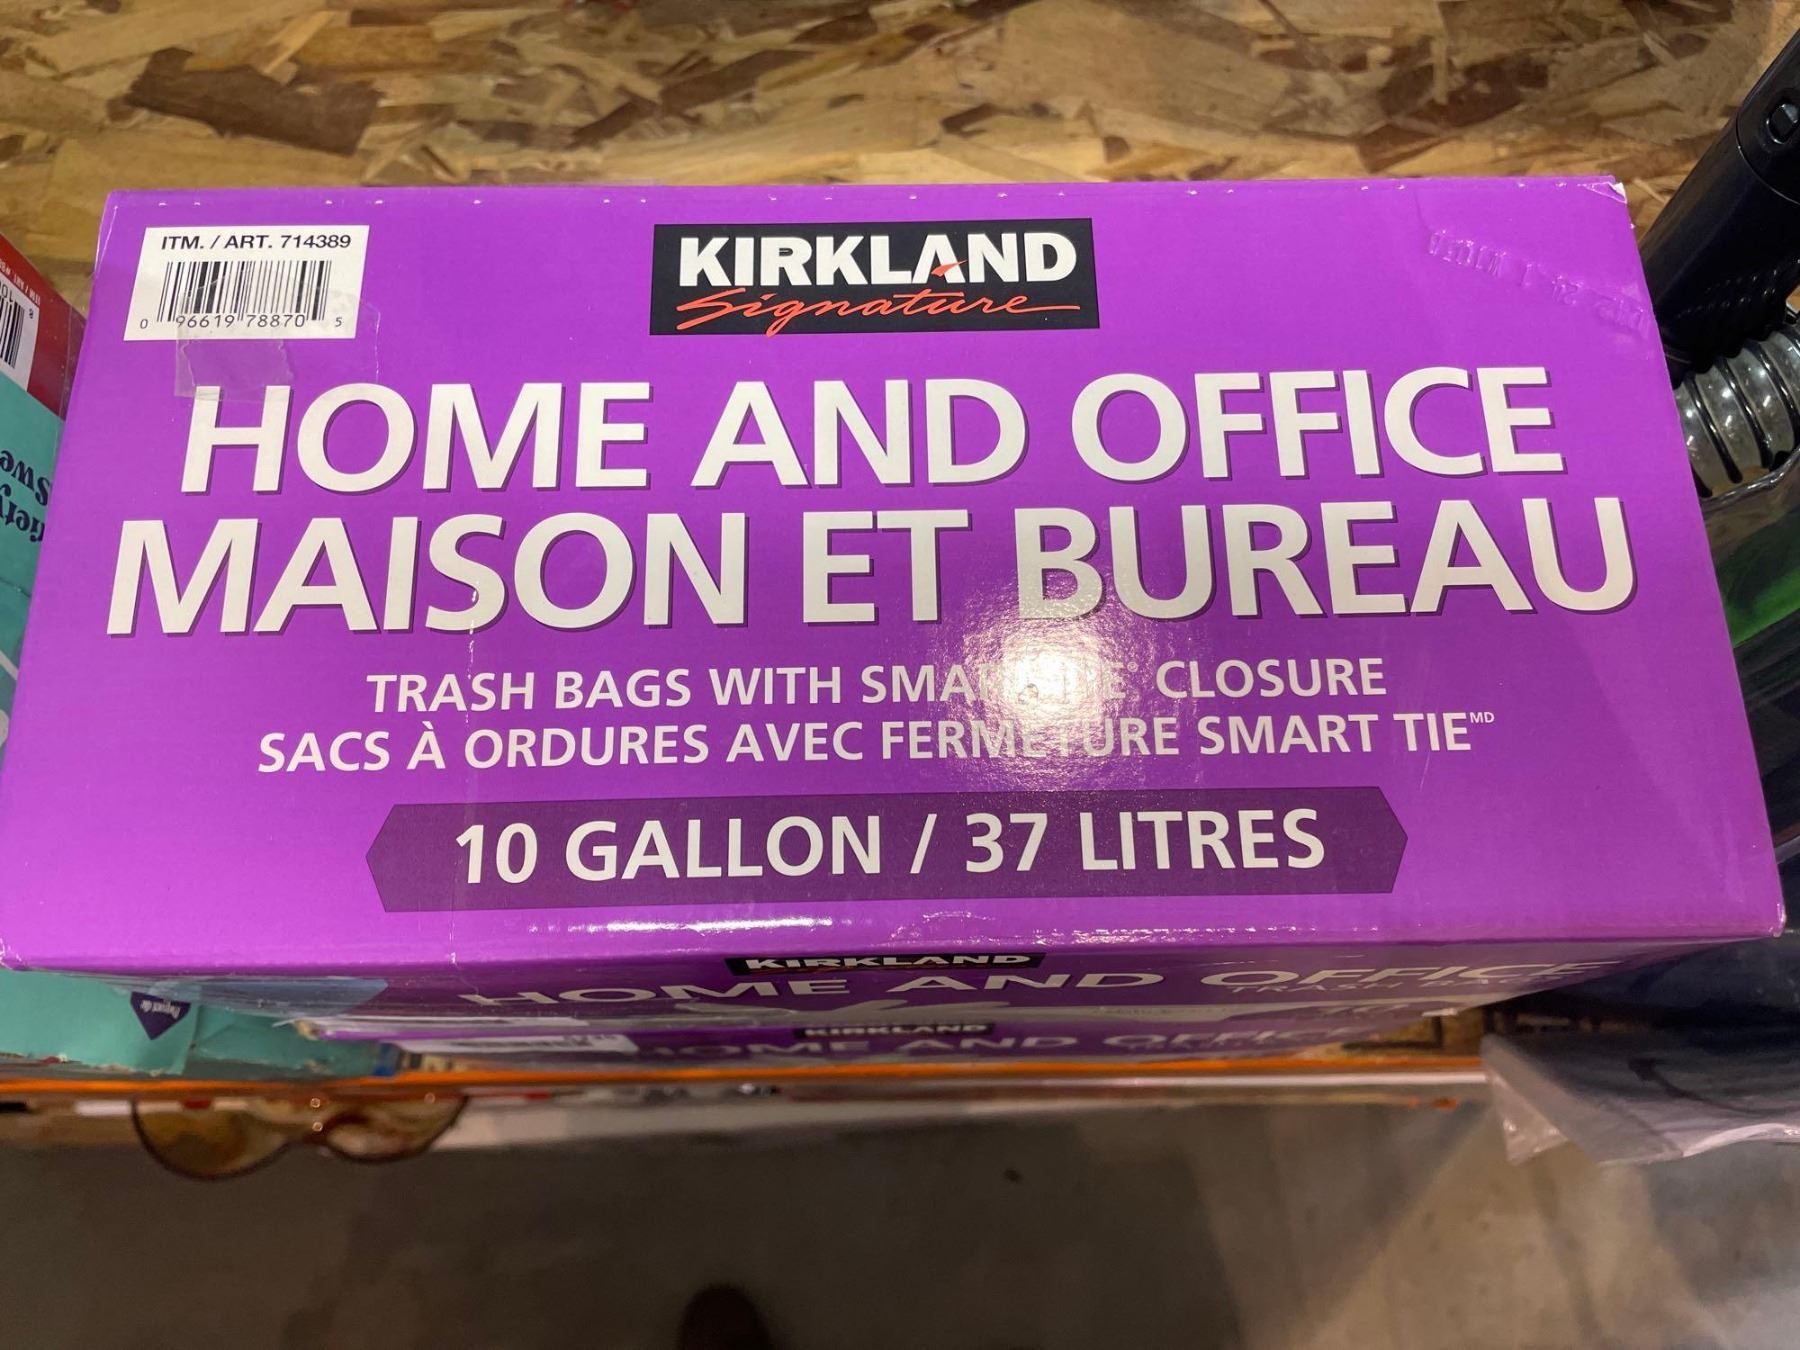 ITM. / ART. 714389
0 96619 78870 5
KIRKLAND
Signature
HOME AND OFFICE
MAISON ET BUREAU
TRASH BAGS WITH CLOSURE
SACS À ORDURES AVEC FERMETURE SMART TIE MD
10 GALLON / 37 LITRES
KIRKLAND
HOME AND OFFICE
KIRKLAND
HOME AND OFFICE